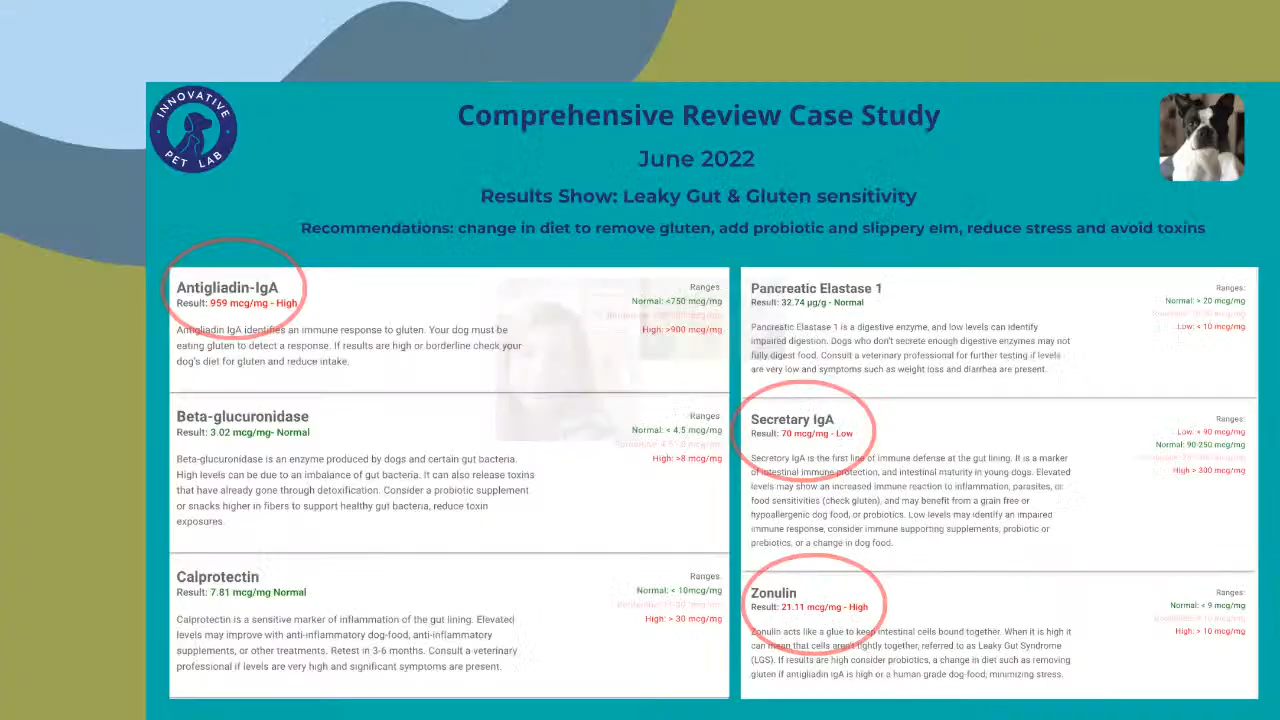 INNOVATIVE
PET LAB
Comprehensive Review Case Study
June 2022
Results Show: Leaky Gut & Gluten sensitivity
Recommendations: change in diet to remove gluten, add probiotic and slippery elm, reduce stress and avoid toxins
Antigliadin-IgA
Result: 959 mcg/mg - High
Ranges:
Normal: <750 mcg/mg
High: >900 mcg/mg
Antigliadin IgA identifies an immune response to gluten. Your dog must be
eating gluten to detect a response. If results are high or borderline check your
dog's diet for gluten and reduce intake.
Beta-glucuronidase
Result: 3.02 mcg/mg- Normal
Ranges:
Normal: < 4.5 mcg/mg
High: >8 mcg/mg
Beta-glucuronidase is an enzyme produced by dogs and certain gut bacteria.
High levels can be due to an imbalance of gut bacteria. It can also release toxins
that have already gone through detoxification. Consider a probiotic supplement
or snacks higher in fibers to support healthy gut bacteria, reduce toxin
exposures.
Calprotectin
Result: 7.81 mcg/mg Normal
Ranges:
Normal: < 10mcg/mg
High: > 30 mcg/mg
Calprotectin is a sensitive marker of inflammation of the gut lining. Elevated
levels may improve with anti-inflammatory dog-food, anti-inflammatory
supplements, or other treatments. Retest in 3-6 months. Consult a veterinary
professional if levels are very high and significant symptoms are present.
Pancreatic Elastase 1
Result: 32.74 µg/g - Normal
Ranges:
Normal: > 20 mcg/mg
Low: < 10 mcg/mg
Pancreatic Elastase 1 is a digestive enzyme, and low levels can identify
impaired digestion. Dogs who don't secrete enough digestive enzymes may not
fully digest food. Consult a veterinary professional for further testing if levels
are very low and symptoms such as weight loss and diarrhea are present.
Secretary IgA
Result: 70 mcg/mg - Low
Ranges:
Low: < 90 mcg/mg
Normal: 90-250 mcg/mg
High > 300 mcg/mg
Secretory IgA is the first line of immune defense at the gut lining. It is a marker
of intestinal immune protection, and intestinal maturity in young dogs. Elevated
levels may show an increased immune reaction to inflammation, parasites, or
food sensitivities (check gluten), and may benefit from a grain free or
hypoallergenic dog food, or probiotics. Low levels may identify an impaired
immune response, consider immune supporting supplements, probiotic or
prebiotics, or a change in dog food.
Zonulin
Result: 21.11 mcg/mg - High
Ranges:
Normal: < 9 mcg/mg
High: > 10 mcg/mg
Zonulin acts like a glue to keep intestinal cells bound together. When it is high it
can mean that cells aren't tightly together, referred to as Leaky Gut Syndrome
(LGS). If results are high consider probiotics, a change in diet such as removing
gluten if antigliadin IgA is high or a human grade dog-food, minimizing stress.